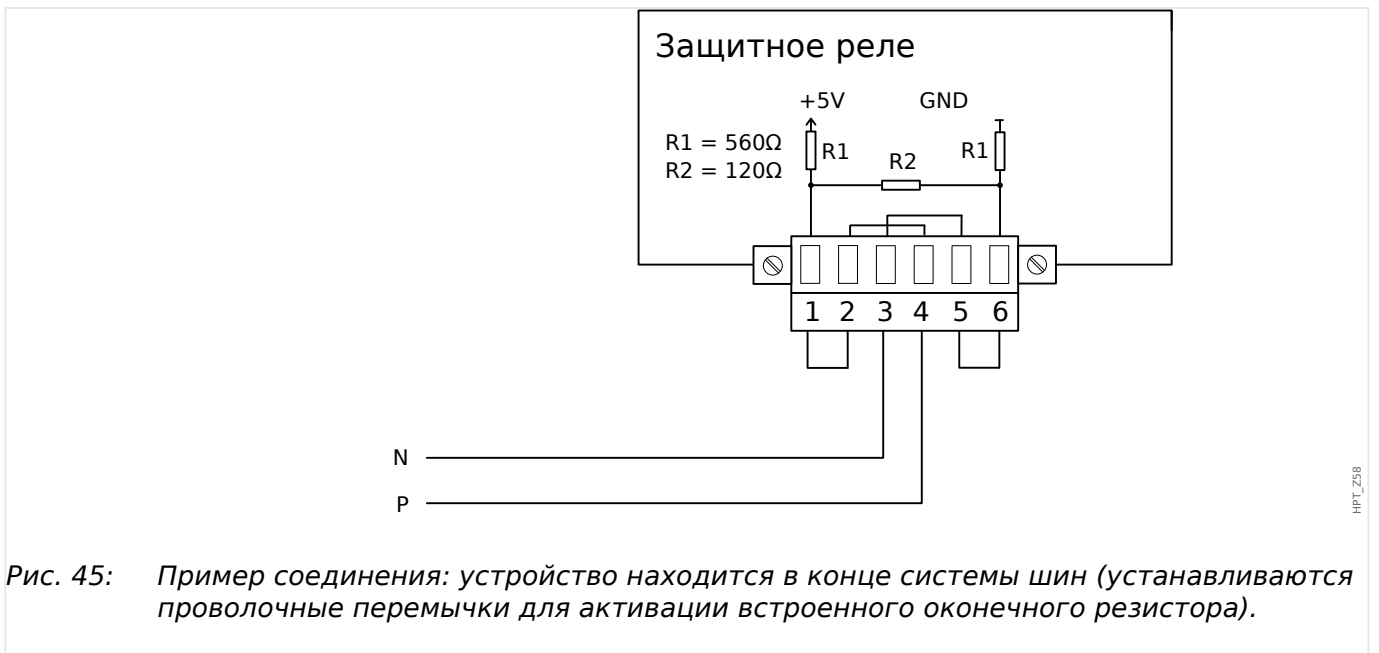 Защитное реле
+5V GND
R1 = 560Ω
R2 = 120Ω
R1 R2 R1
1 2 3 4 5 6
N
P
HPT_Z58
Рис. 45: Пример соединения: устройство находится в конце системы шин (устанавливаются
проволочные перемычки для активации встроенного оконечного резистора).